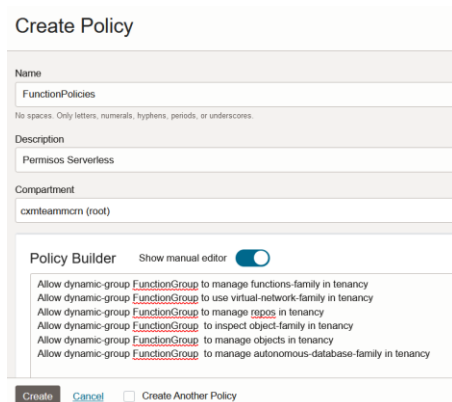 Create Policy
Name
FunctionPolicies
No spaces. Only letters, numerals, hyphens, periods, or underscores.
Description
Permisos Serverless
Compartment
cxmteammcrn (root)
Policy Builder Show manual editor
Allow dynamic-group FunctionGroup to manage functions-family in tenancy
Allow dynamic-group FunctionGroup to use virtual-network-family in tenancy
Allow dynamic-group FunctionGroup to manage repos in tenancy
Allow dynamic-group FunctionGroup to inspect object-family in tenancy
Allow dynamic-group FunctionGroup to manage objects in tenancy
Allow dynamic-group FunctionGroup to manage autonomous-database-family in tenancy
Create Cancel Create Another Policy